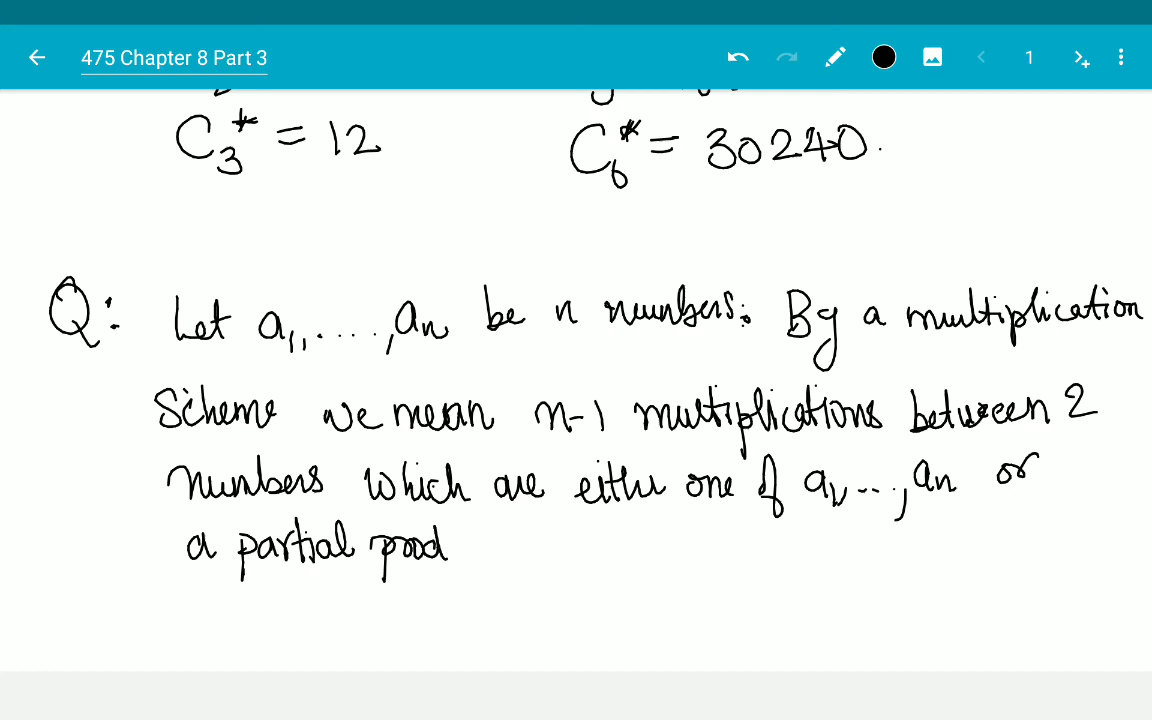 475 Chapter 8 Part 3
1
C₃* = 12
C₆* = 30240.
Q: Let a₁,....,an be n numbers. By a multiplication
Scheme we mean n-1 multiplications between 2
numbers which are either one of a₁,...,an or
a partial prod